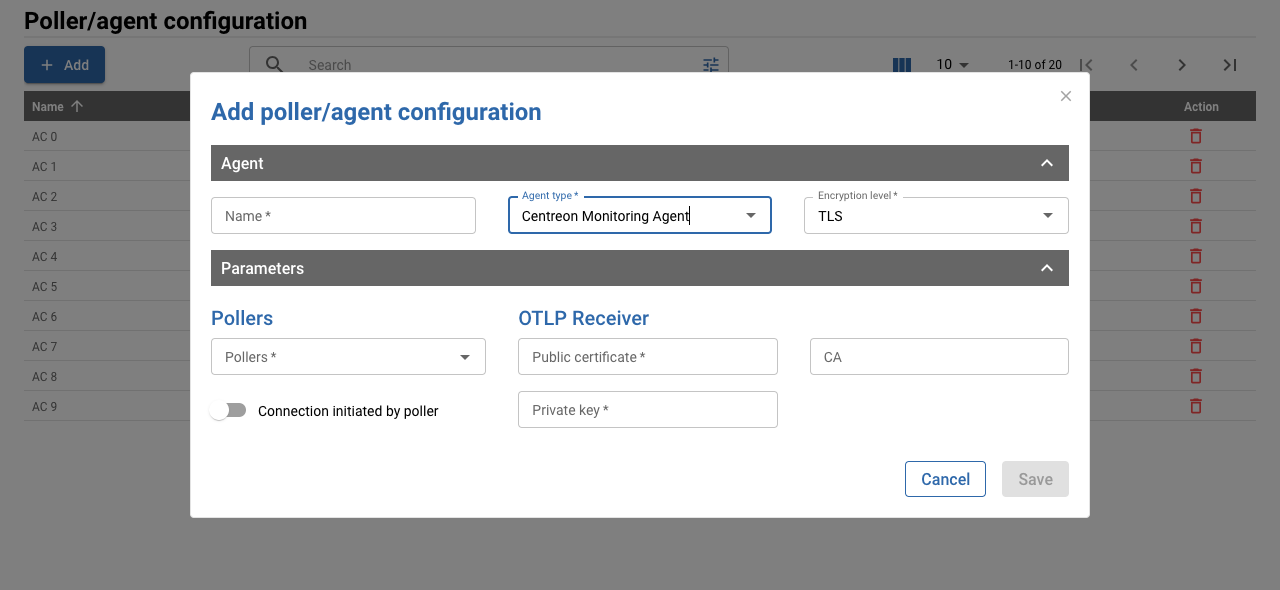 Poller/agent configuration
Add
Search
10
1-10 of 20
Name
Action
AC 0
AC 1
AC 2
AC 3
AC 4
AC 5
AC 6
AC 7
AC 8
AC 9
Add poller/agent configuration
Agent
Name *
Agent type *
Centreon Monitoring Agent
Encryption level *
TLS
Parameters
Pollers
OTLP Receiver
Pollers *
Public certificate *
CA
Connection initiated by poller
Private key *
Cancel
Save